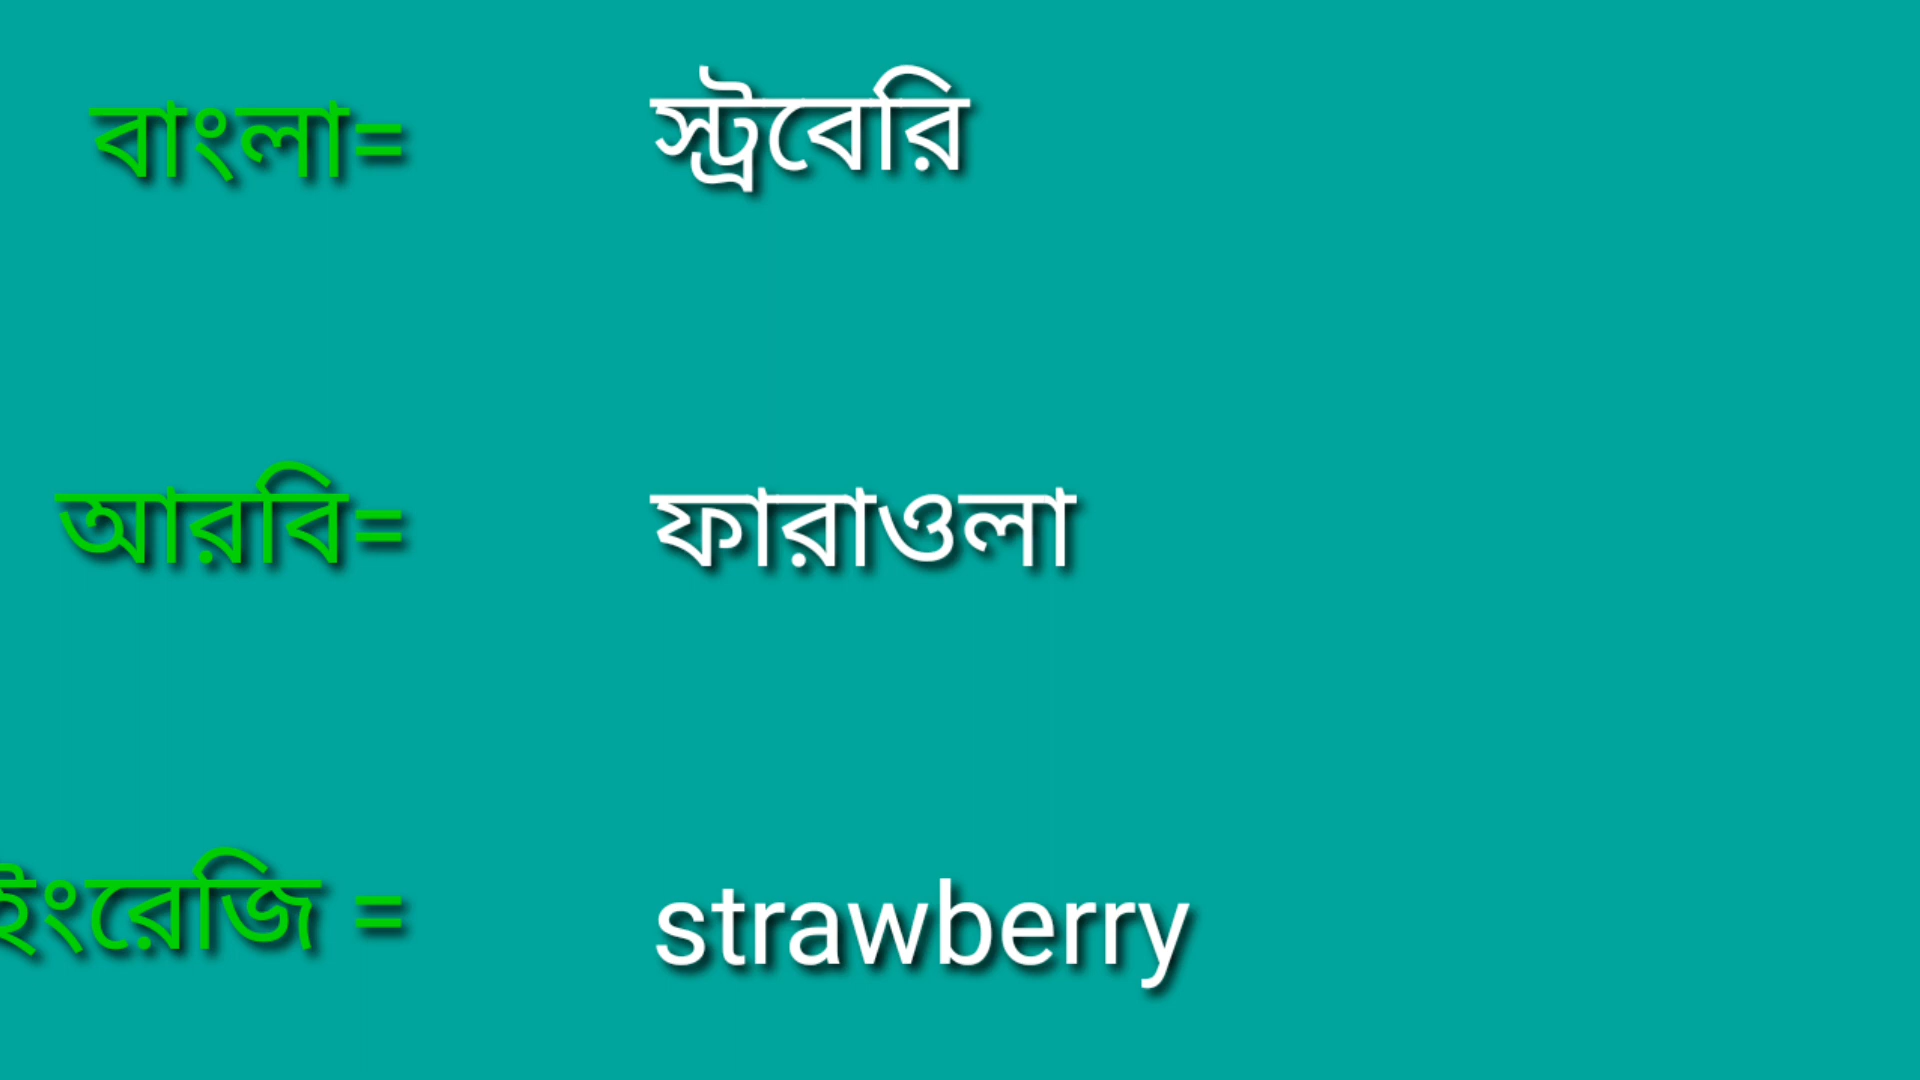 বাংলা= স্ট্রবেরি
আরবি= ফারাওলা
ইংরেজি = strawberry